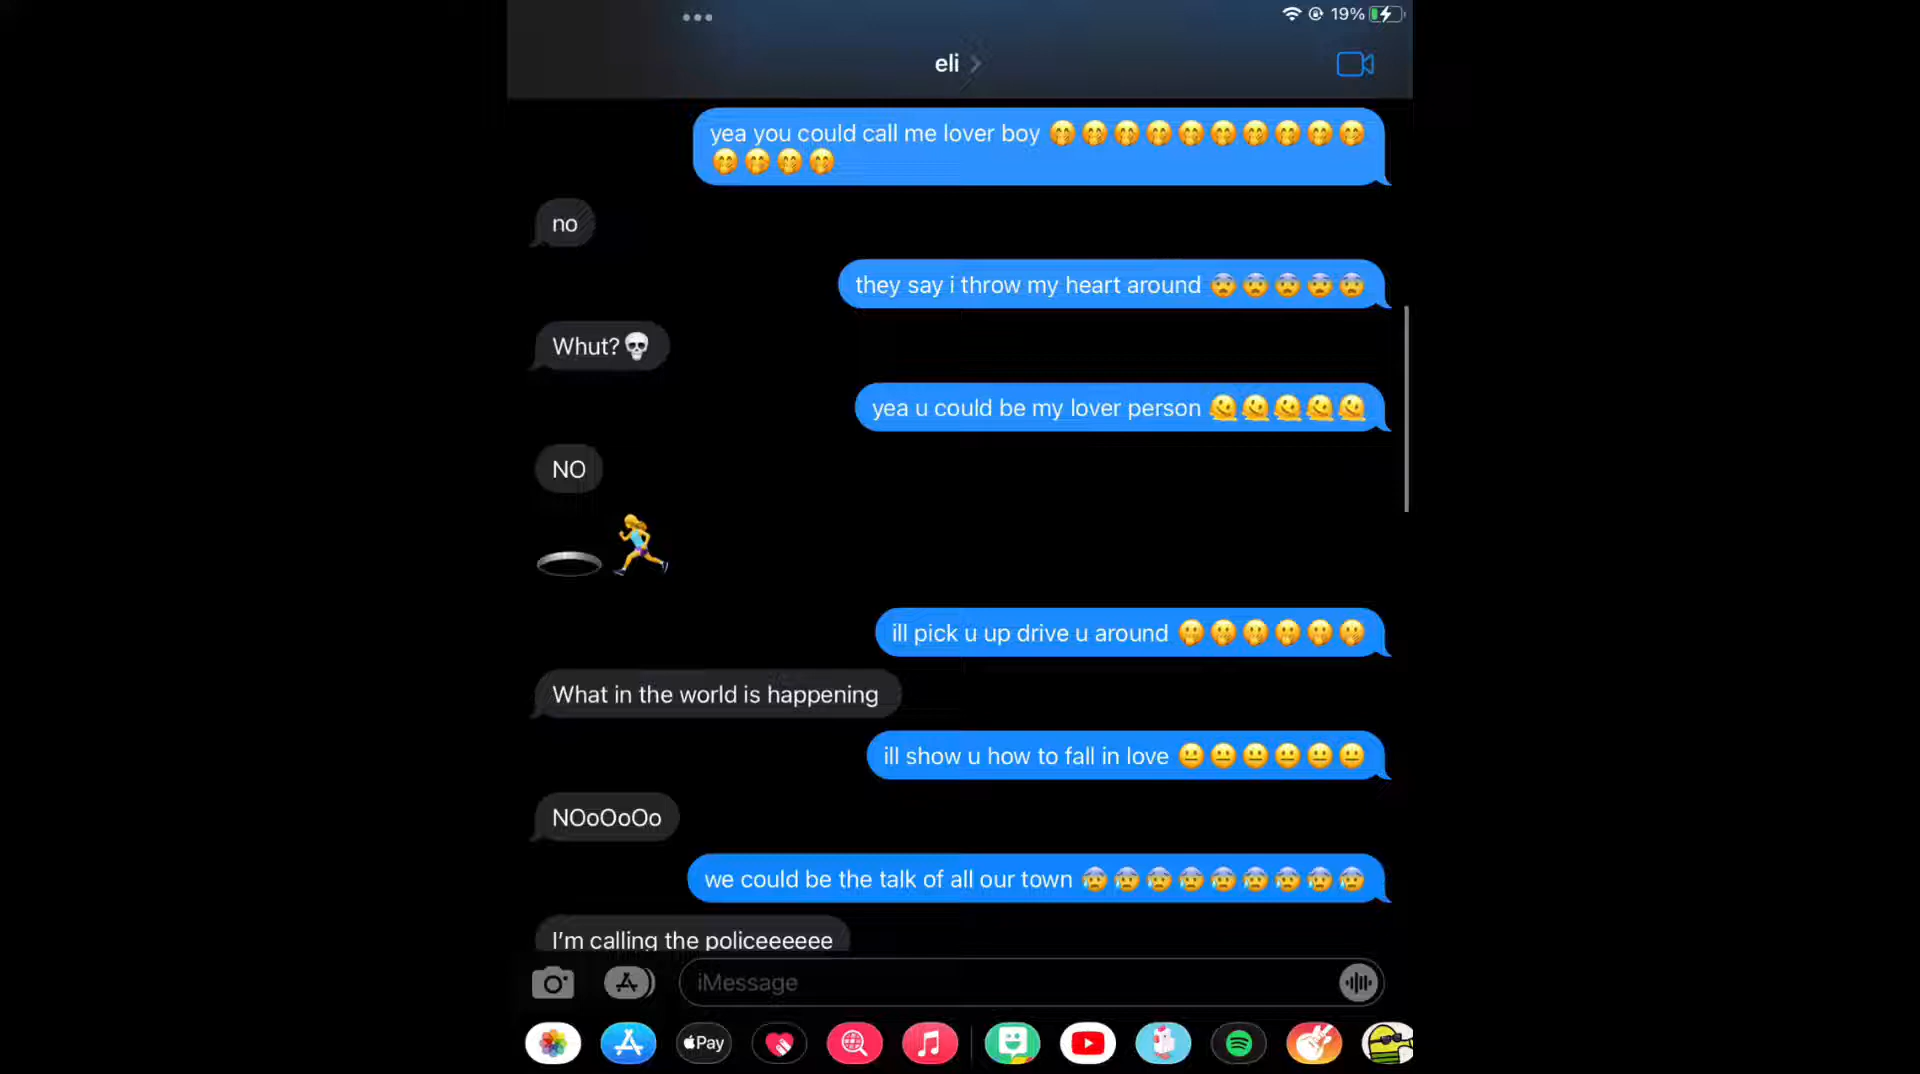 19%
eli
yea you could call me lover boy 🤭🤭🤭🤭🤭🤭🤭🤭🤭🤭
🤭🤭🤭🤭
no
they say i throw my heart around 😨😨😨😨😨
Whut?💀
yea u could be my lover person 🫠🫠🫠🫠🫠
NO
🕳️🏃‍♀️
ill pick u up drive u around 🫢🫢🫢🫢🫢🫢
What in the world is happening
ill show u how to fall in love 😐😐😐😐😐😐
NOoOoOo
we could be the talk of all our town 😰😰😰😰😰😰😰😰😰
I'm calling the policeeeeee
iMessage
Pay